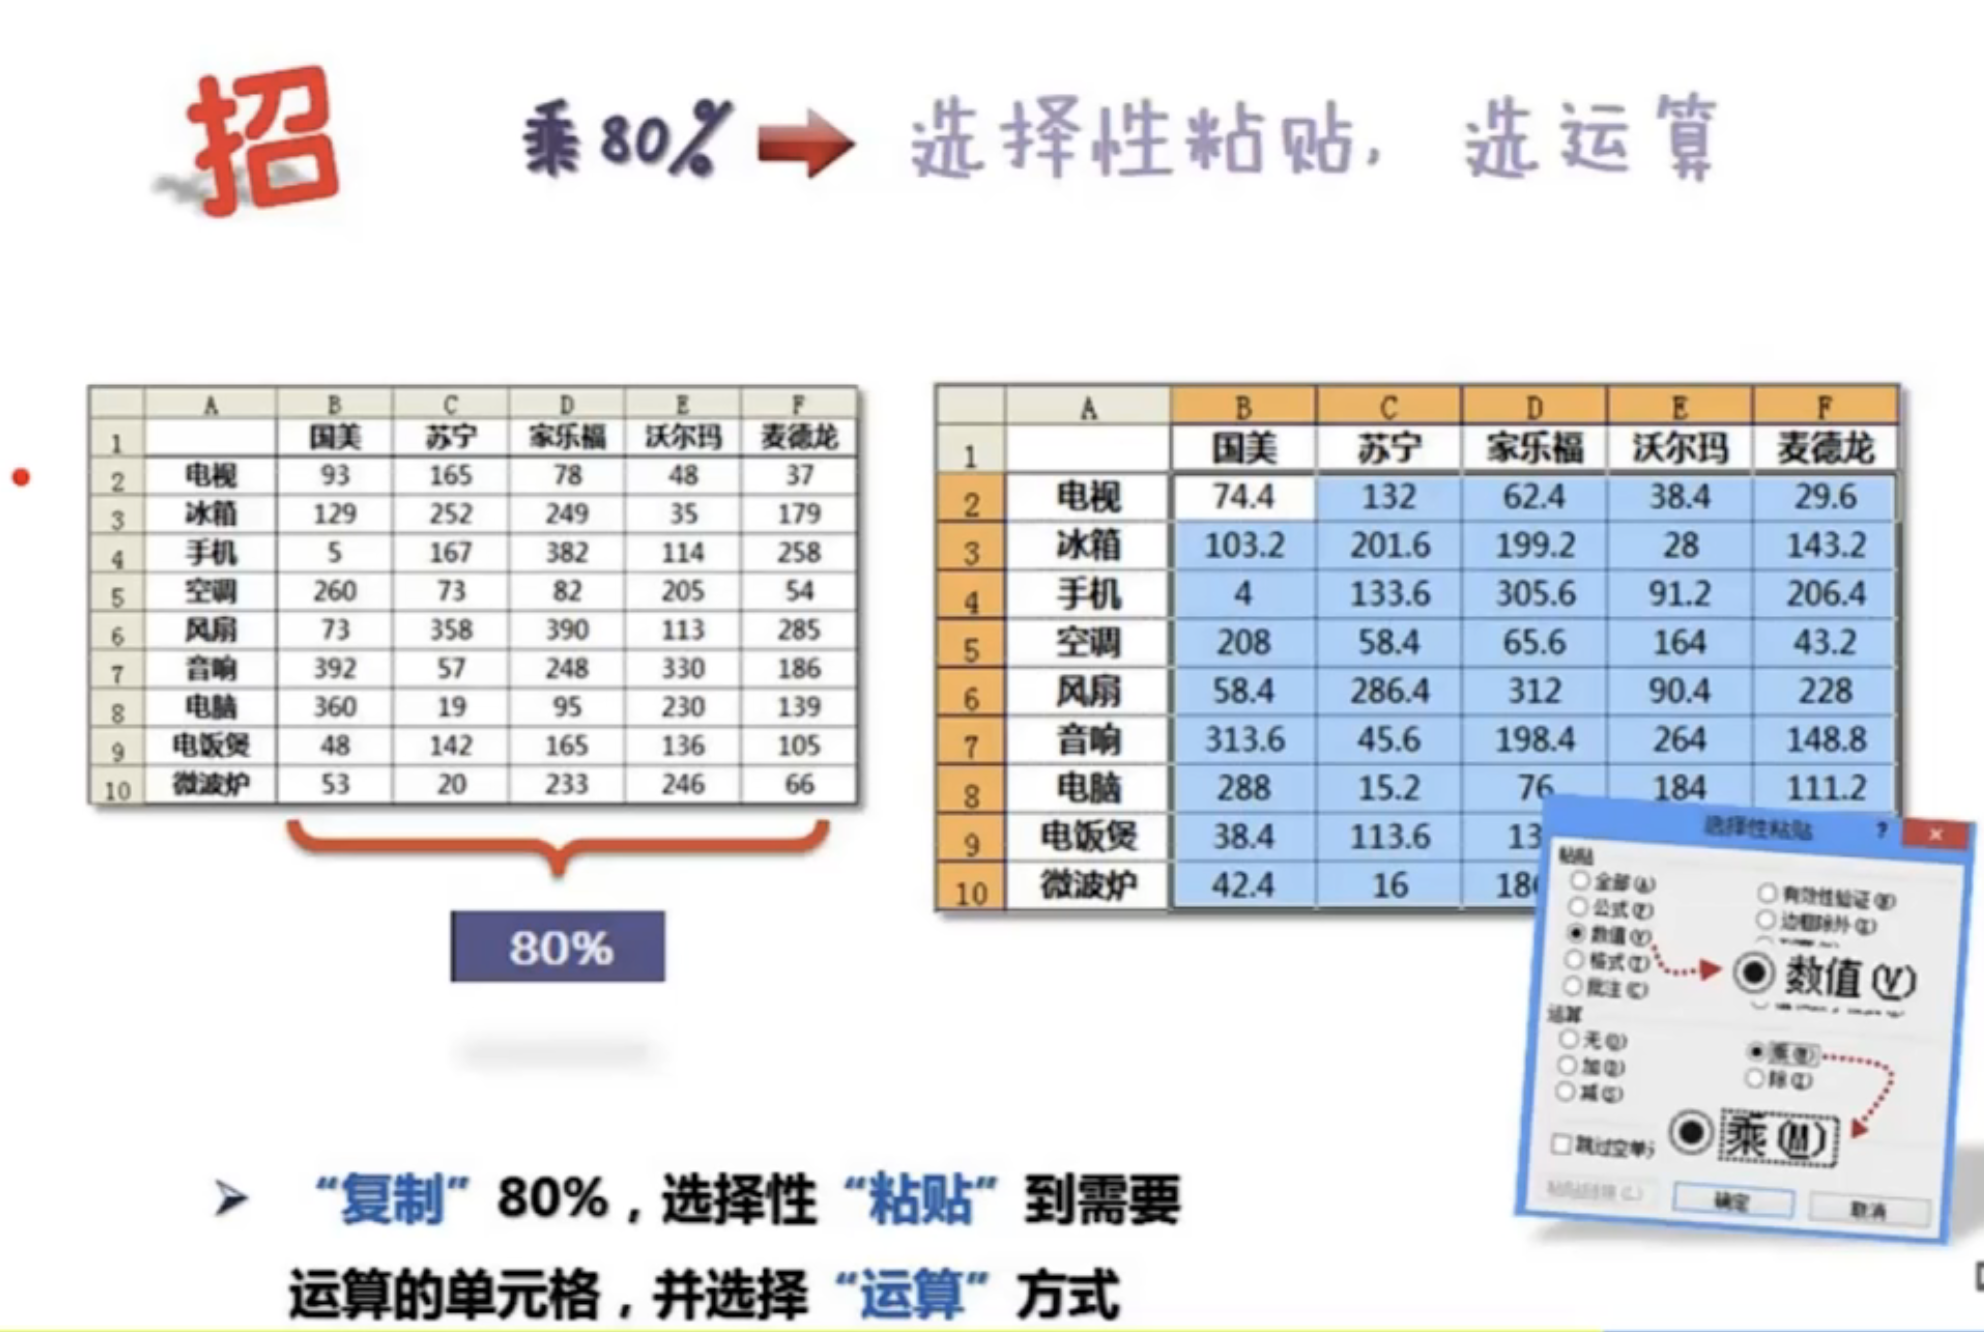 招
乘80% 选择性粘贴，选运算
A B C D E F
1 国美 苏宁 家乐福 沃尔玛 麦德龙
2 电视 93 165 78 48 37
3 冰箱 129 252 249 35 179
4 手机 5 167 382 114 258
5 空调 260 73 82 205 54
6 风扇 73 358 390 113 285
7 音响 392 57 248 330 186
8 电脑 360 19 95 230 139
9 电饭煲 48 142 165 136 105
10 微波炉 53 20 233 246 66
80%
A B C D E F
1 国美 苏宁 家乐福 沃尔玛 麦德龙
2 电视 74.4 132 62.4 38.4 29.6
3 冰箱 103.2 201.6 199.2 28 143.2
4 手机 4 133.6 305.6 91.2 206.4
5 空调 208 58.4 65.6 164 43.2
6 风扇 58.4 286.4 312 90.4 228
7 音响 313.6 45.6 198.4 264 148.8
8 电脑 288 15.2 76 184 111.2
9 电饭煲 38.4 113.6 13
10 微波炉 42.4 16 18
选择性粘贴 ? ×
粘贴
全部(A) 有效性验证(N)
公式(F) 边框除外(X)
数值(V)
格式(T) 数值(V)
批注(C)
运算
无(O) 乘(M)
加(D) 除(I)
减(S)
乘(M)
跳过空单
粘贴链接(L) 确定 取消
“复制” 80%，选择性 “粘贴” 到需要
运算的单元格，并选择 “运算” 方式